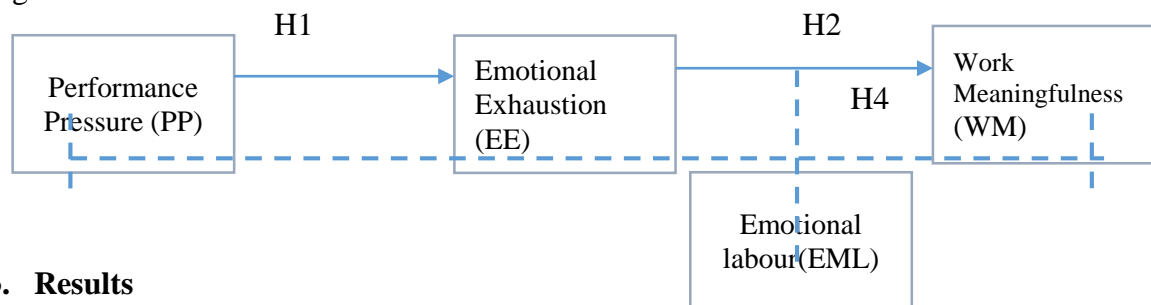 H1
H2
Performance
Pressure (PP)
Emotional
Exhaustion
(EE)
Work
Meaningfulness
(WM)
H4
Emotional
labour(EML)
Results